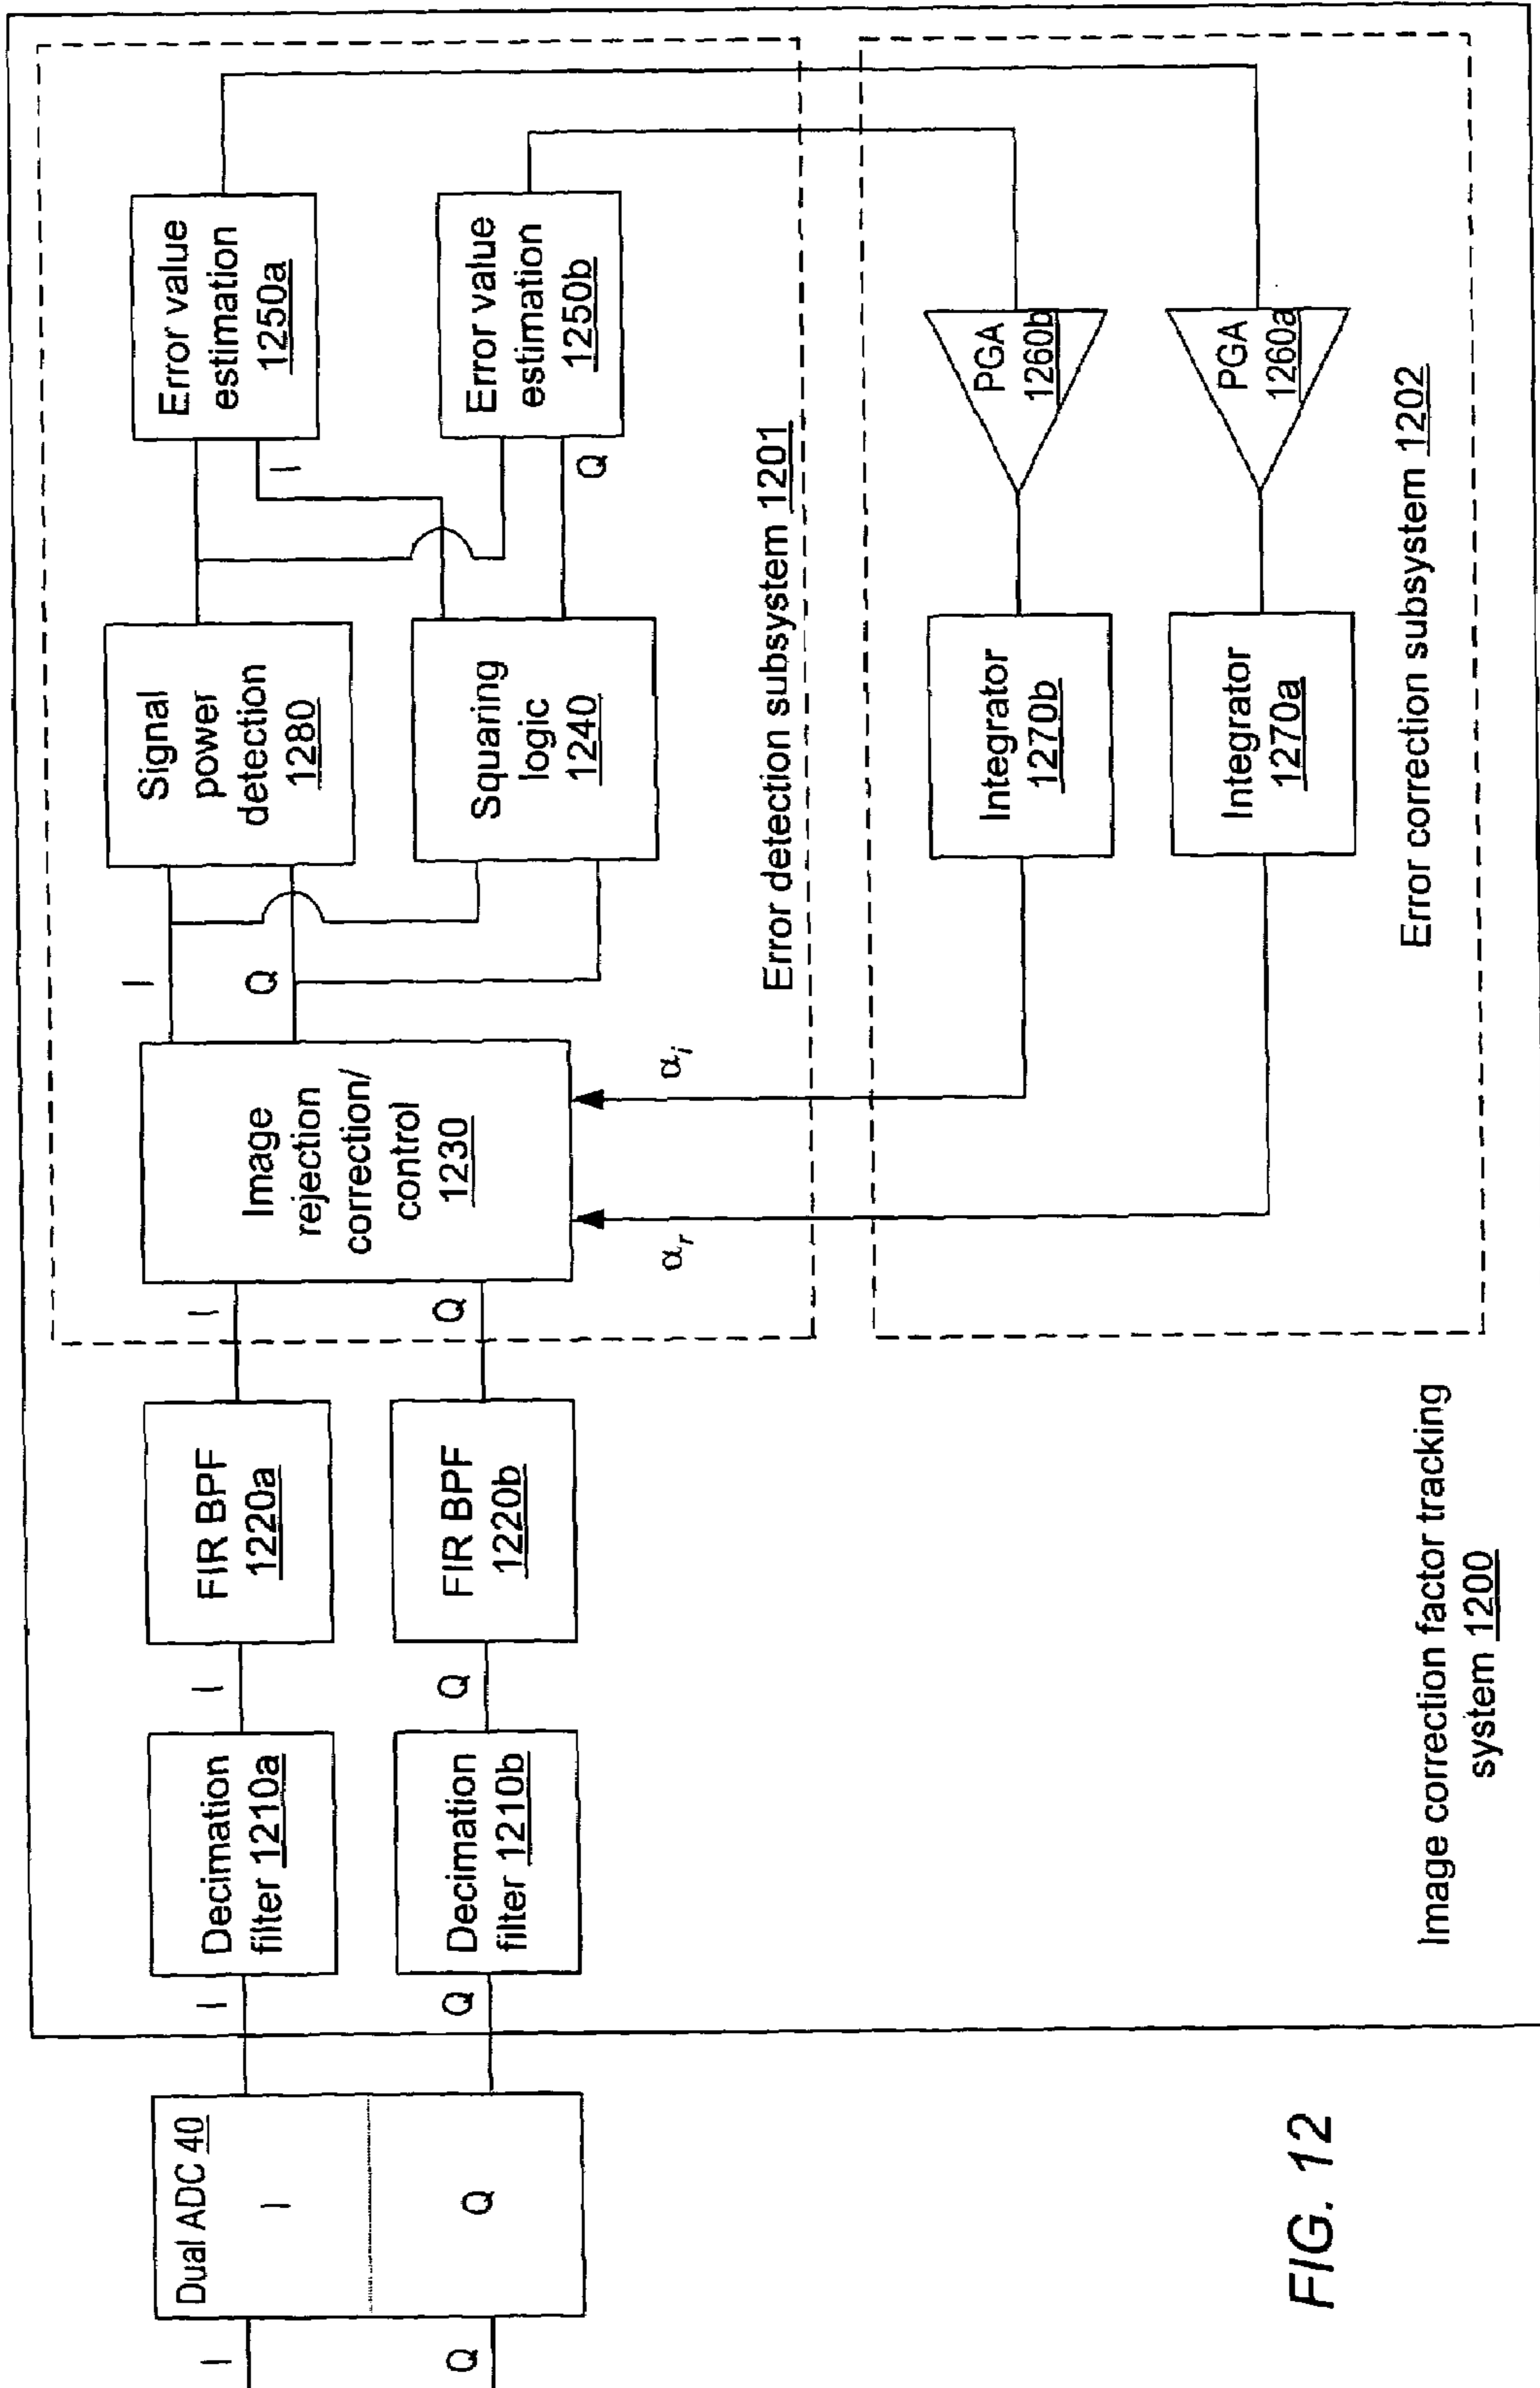 I
Q
Dual ADC 40
I
Q
I
Q
Decimation
filter 1210a
Decimation
filter 1210b
I
Q
FIR BPF
1220a
FIR BPF
1220b
I
Q
Image
rejection
correction/
control
1230
αr
αi
I
Q
Signal
power
detection
1280
Squaring
logic
1240
I
Q
Error value
estimation
1250a
Error value
estimation
1250b
Error detection subsystem 1201
Integrator
1270b
PGA
1260b
Integrator
1270a
PGA
1260a
Error correction subsystem 1202
Image correction factor tracking
system 1200
FIG. 12